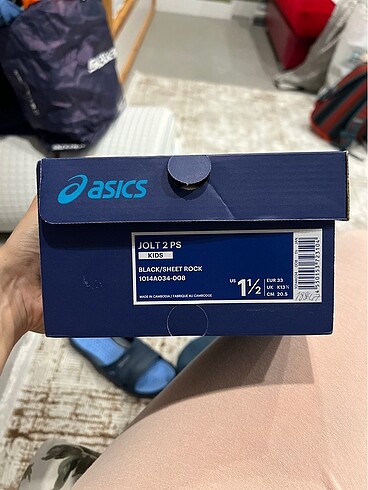 asics
JOLT 2 PS
KIDS
BLACK/SHEET ROCK
1014A034-008
MADE IN CAMBODIA / FABRIQUÉ AU CAMBODGE
US 1½
EUR 33
UK K13½
CM 20.5